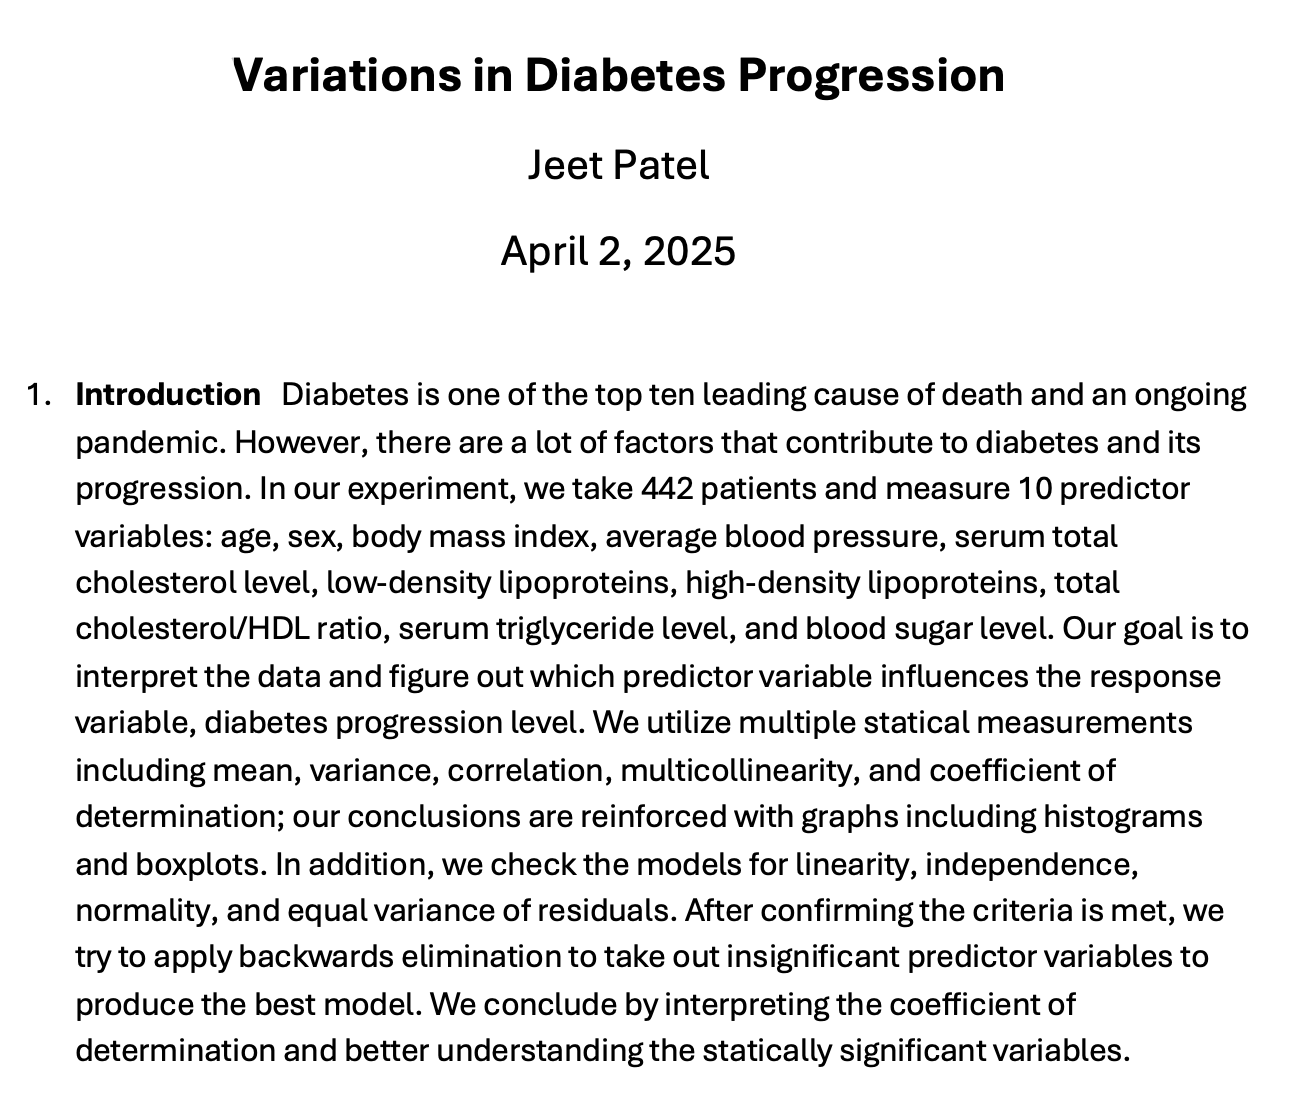 Variations in Diabetes Progression
Jeet Patel
April 2, 2025
1. Introduction Diabetes is one of the top ten leading cause of death and an ongoing
pandemic. However, there are a lot of factors that contribute to diabetes and its
progression. In our experiment, we take 442 patients and measure 10 predictor
variables: age, sex, body mass index, average blood pressure, serum total
cholesterol level, low-density lipoproteins, high-density lipoproteins, total
cholesterol/HDL ratio, serum triglyceride level, and blood sugar level. Our goal is to
interpret the data and figure out which predictor variable influences the response
variable, diabetes progression level. We utilize multiple statical measurements
including mean, variance, correlation, multicollinearity, and coefficient of
determination; our conclusions are reinforced with graphs including histograms
and boxplots. In addition, we check the models for linearity, independence,
normality, and equal variance of residuals. After confirming the criteria is met, we
try to apply backwards elimination to take out insignificant predictor variables to
produce the best model. We conclude by interpreting the coefficient of
determination and better understanding the statically significant variables.